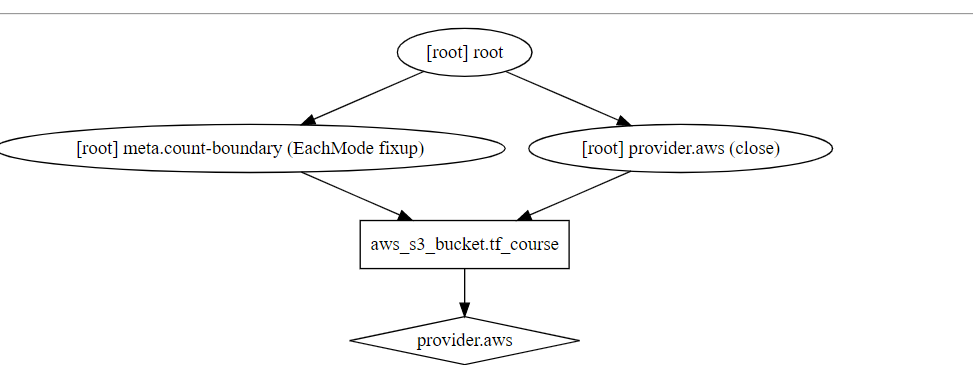 [root] root
[root] meta.count-boundary (EachMode fixup)
[root] provider.aws (close)
aws_s3_bucket.tf_course
provider.aws